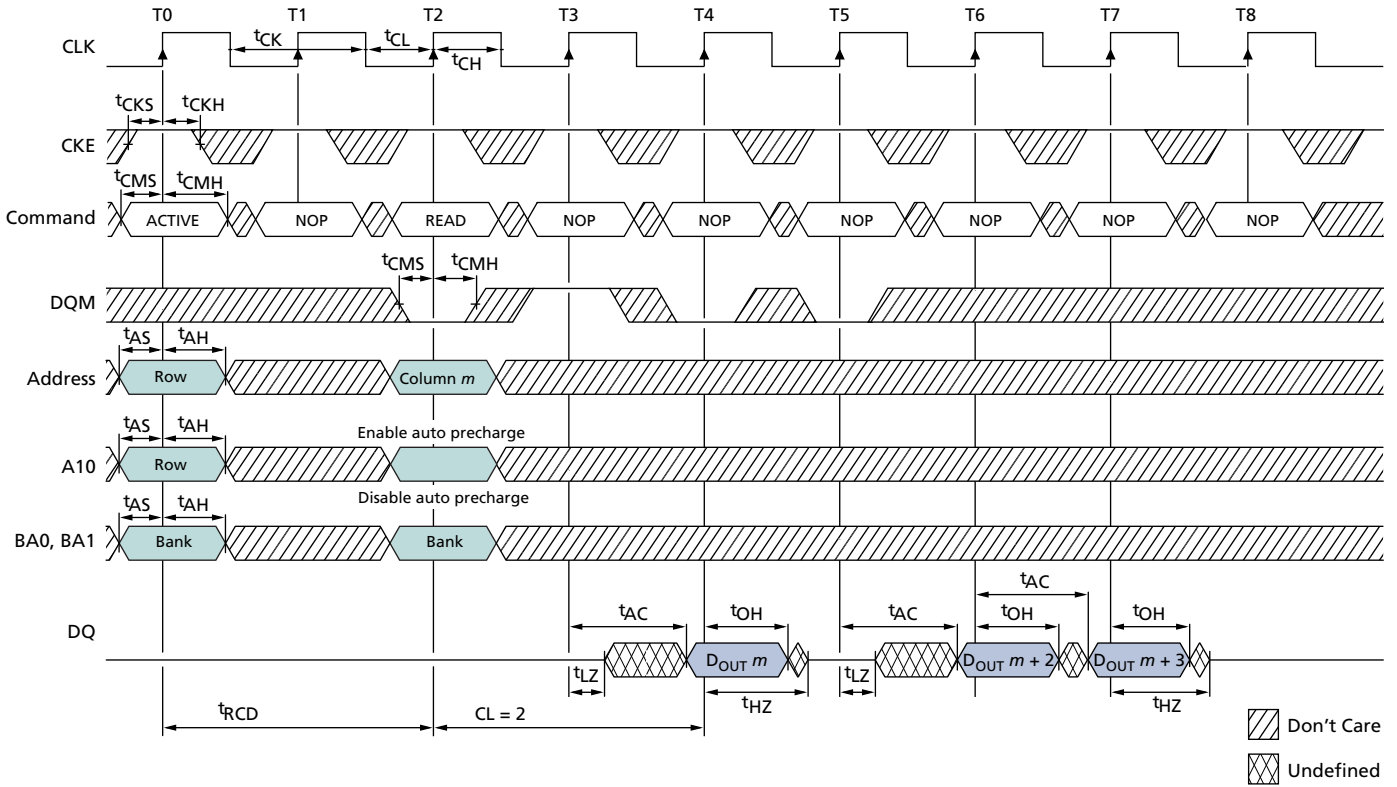 T0 T1 T2 T3 T4 T5 T6 T7 T8
CLK
tCK tCL
tCH
tCKS tCKH
CKE
tCMS tCMH
Command ACTIVE NOP READ NOP NOP NOP NOP NOP NOP
tCMS tCMH
DQM
tAS tAH
Address Row Column m
tAS tAH Enable auto precharge
A10 Row
Disable auto precharge
tAS tAH
BA0, BA1 Bank Bank
tAC
tAC tOH tAC tOH tOH
DQ
DOUT m DOUT m + 2 DOUT m + 3
tLZ tLZ
tHZ tHZ
tRCD CL = 2
Don't Care
Undefined